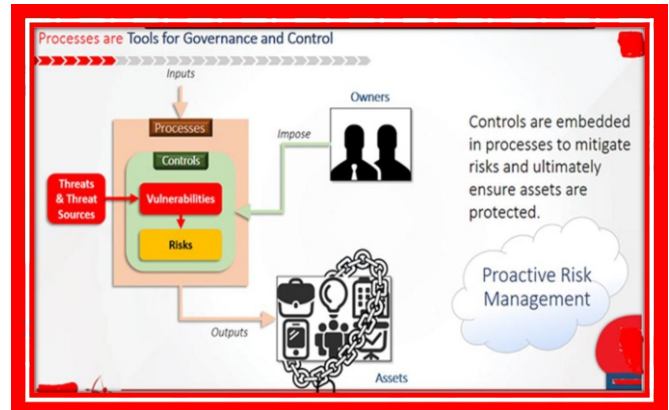 Processes are Tools for Governance and Control
Inputs
Processes
Controls
Threats
& Threat
Sources
Vulnerabilities
Risks
Impose
Owners
Outputs
Assets
Controls are embedded
in processes to mitigate
risks and ultimately
ensure assets are
protected.
Proactive Risk
Management